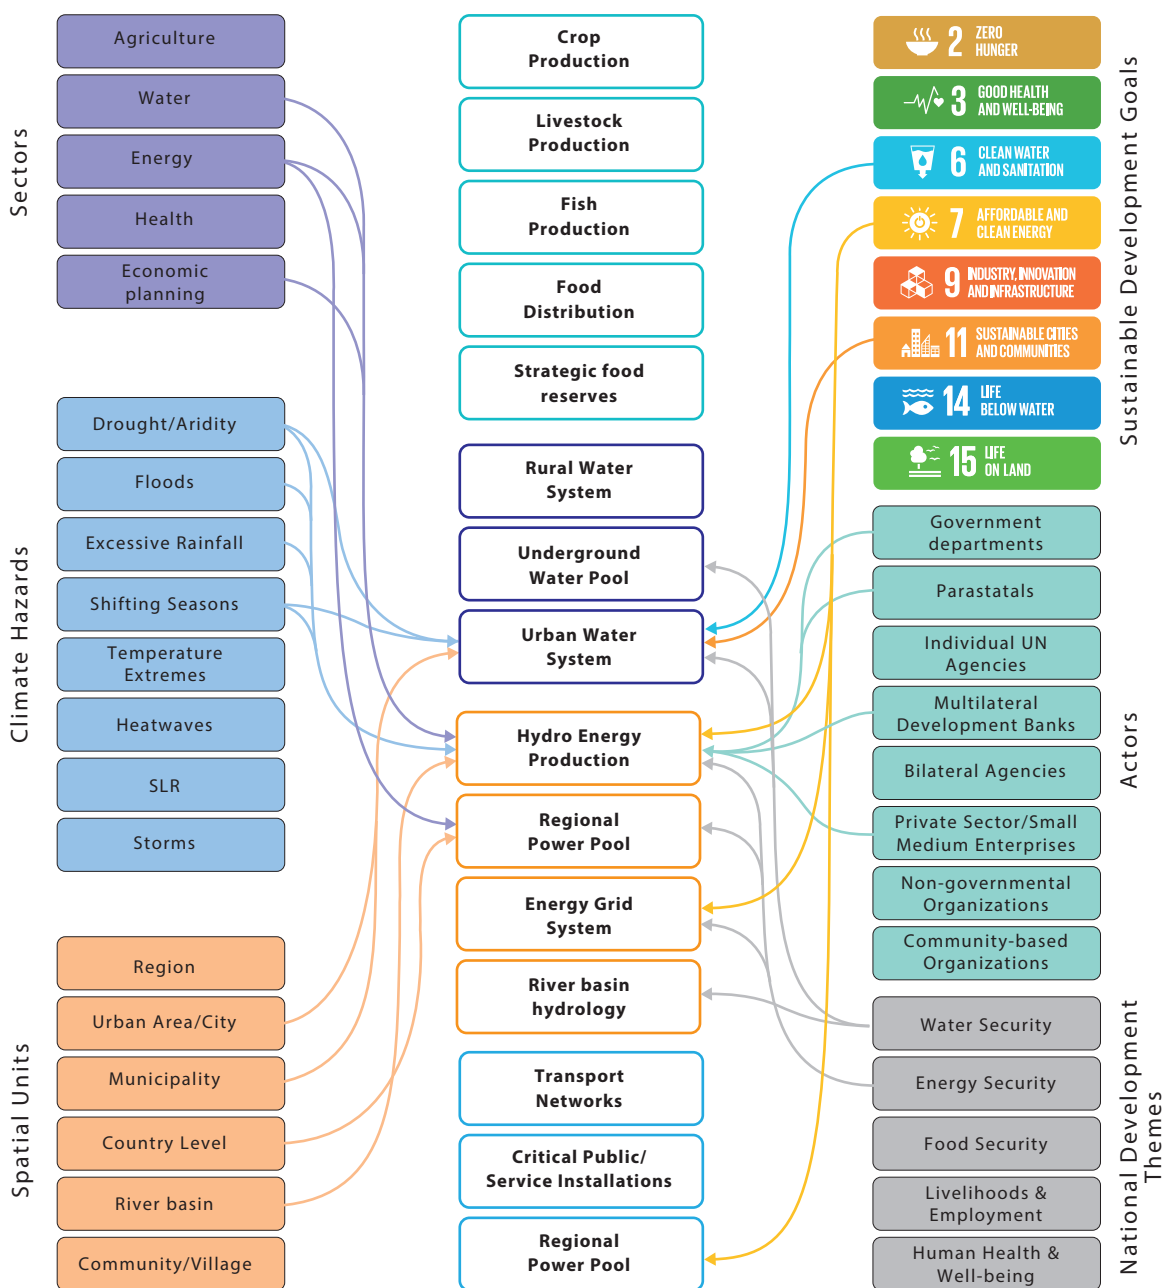 Sectors
Agriculture
Water
Energy
Health
Economic
planning
Climate Hazards
Drought/Aridity
Floods
Excessive Rainfall
Shifting Seasons
Temperature
Extremes
Heatwaves
SLR
Storms
Spatial Units
Region
Urban Area/City
Municipality
Country Level
River basin
Community/Village
Crop
Production
Livestock
Production
Fish
Production
Food
Distribution
Strategic food
reserves
Rural Water
System
Underground
Water Pool
Urban Water
System
Hydro Energy
Production
Regional
Power Pool
Energy Grid
System
River basin
hydrology
Transport
Networks
Critical Public/
Service Installations
Regional
Power Pool
Sustainable Development Goals
2 ZERO
HUNGER
3 GOOD HEALTH
AND WELL-BEING
6 CLEAN WATER
AND SANITATION
7 AFFORDABLE AND
CLEAN ENERGY
9 INDUSTRY, INNOVATION
AND INFRASTRUCTURE
11 SUSTAINABLE CITIES
AND COMMUNITIES
14 LIFE
BELOW WATER
15 LIFE
ON LAND
Actors
Government
departments
Parastatals
Individual UN
Agencies
Multilateral
Development Banks
Bilateral Agencies
Private Sector/Small
Medium Enterprises
Non-governmental
Organizations
Community-based
Organizations
National Development
Themes
Water Security
Energy Security
Food Security
Livelihoods &
Employment
Human Health &
Well-being